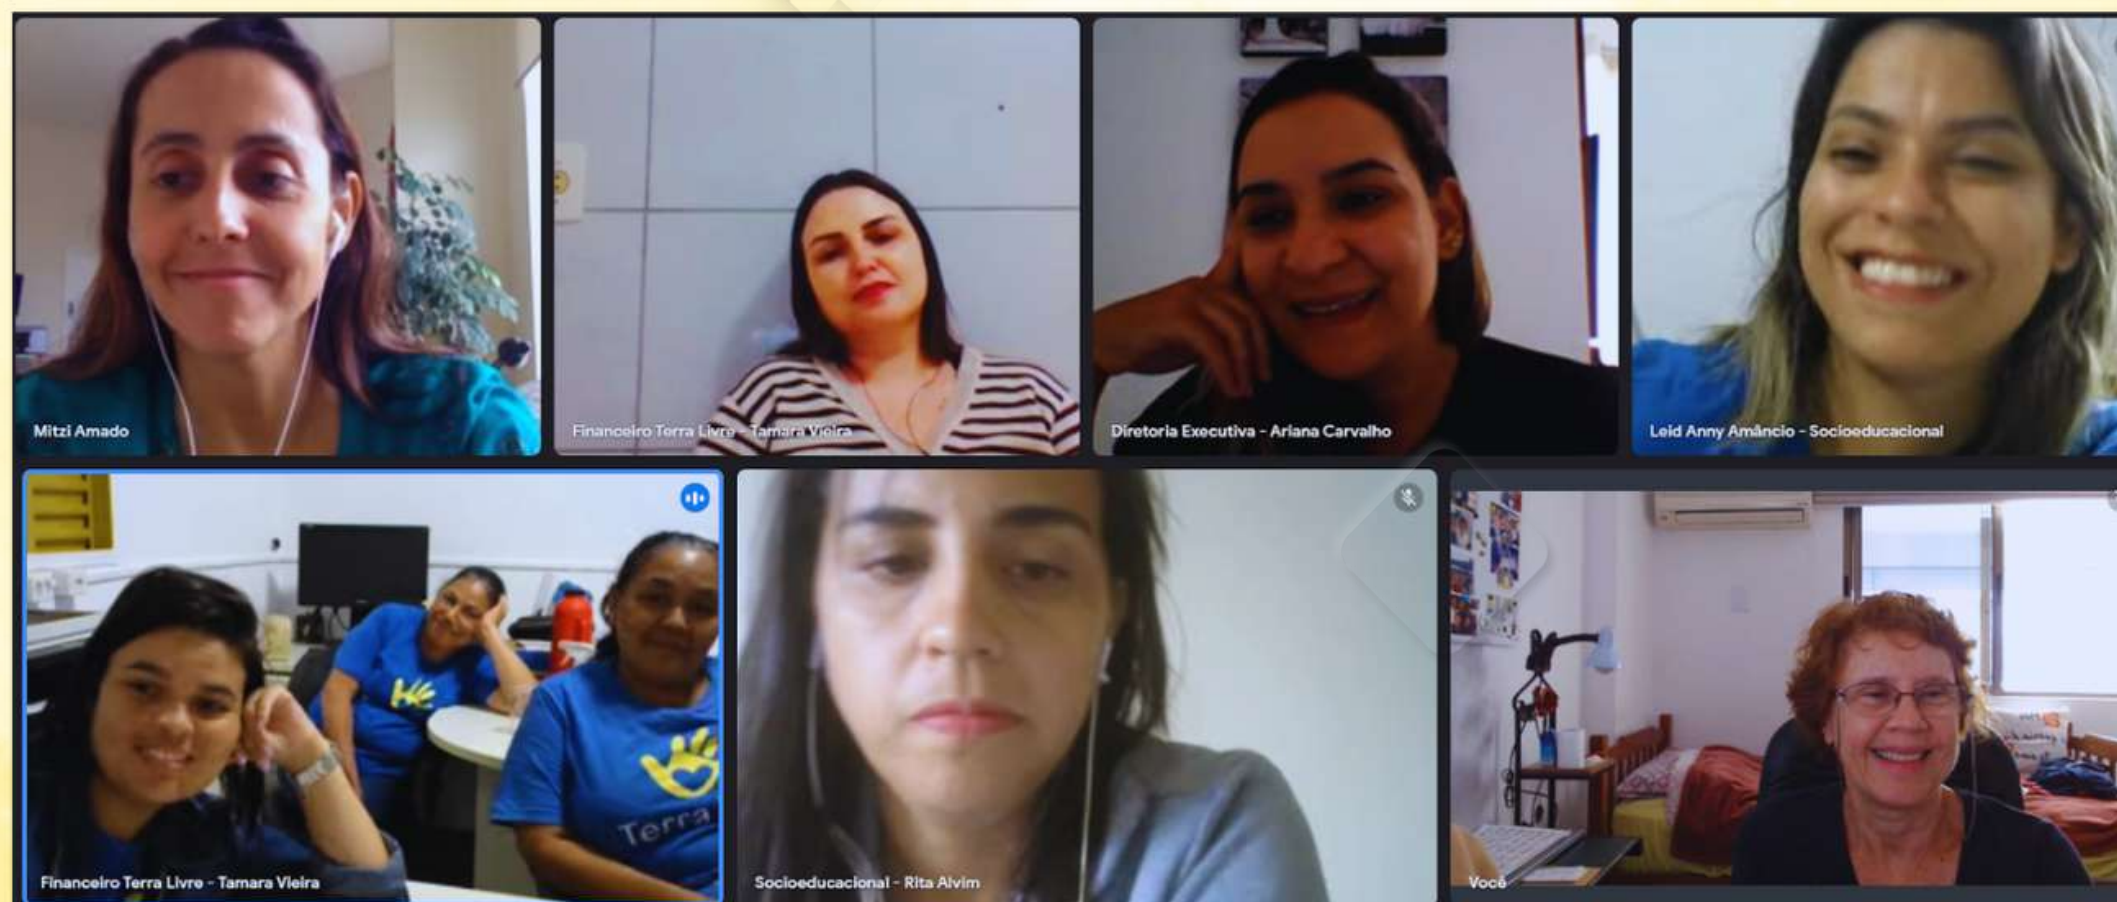 Mitzi Amado
Financeiro Terra Livre - Tamara Vieira
Diretoria Executiva - Ariana Carvalho
Leid Anny Amâncio - Socioeducacional
Terra
Financeiro Terra Livre - Tamara Vieira
Socioeducacional - Rita Alvim
Você